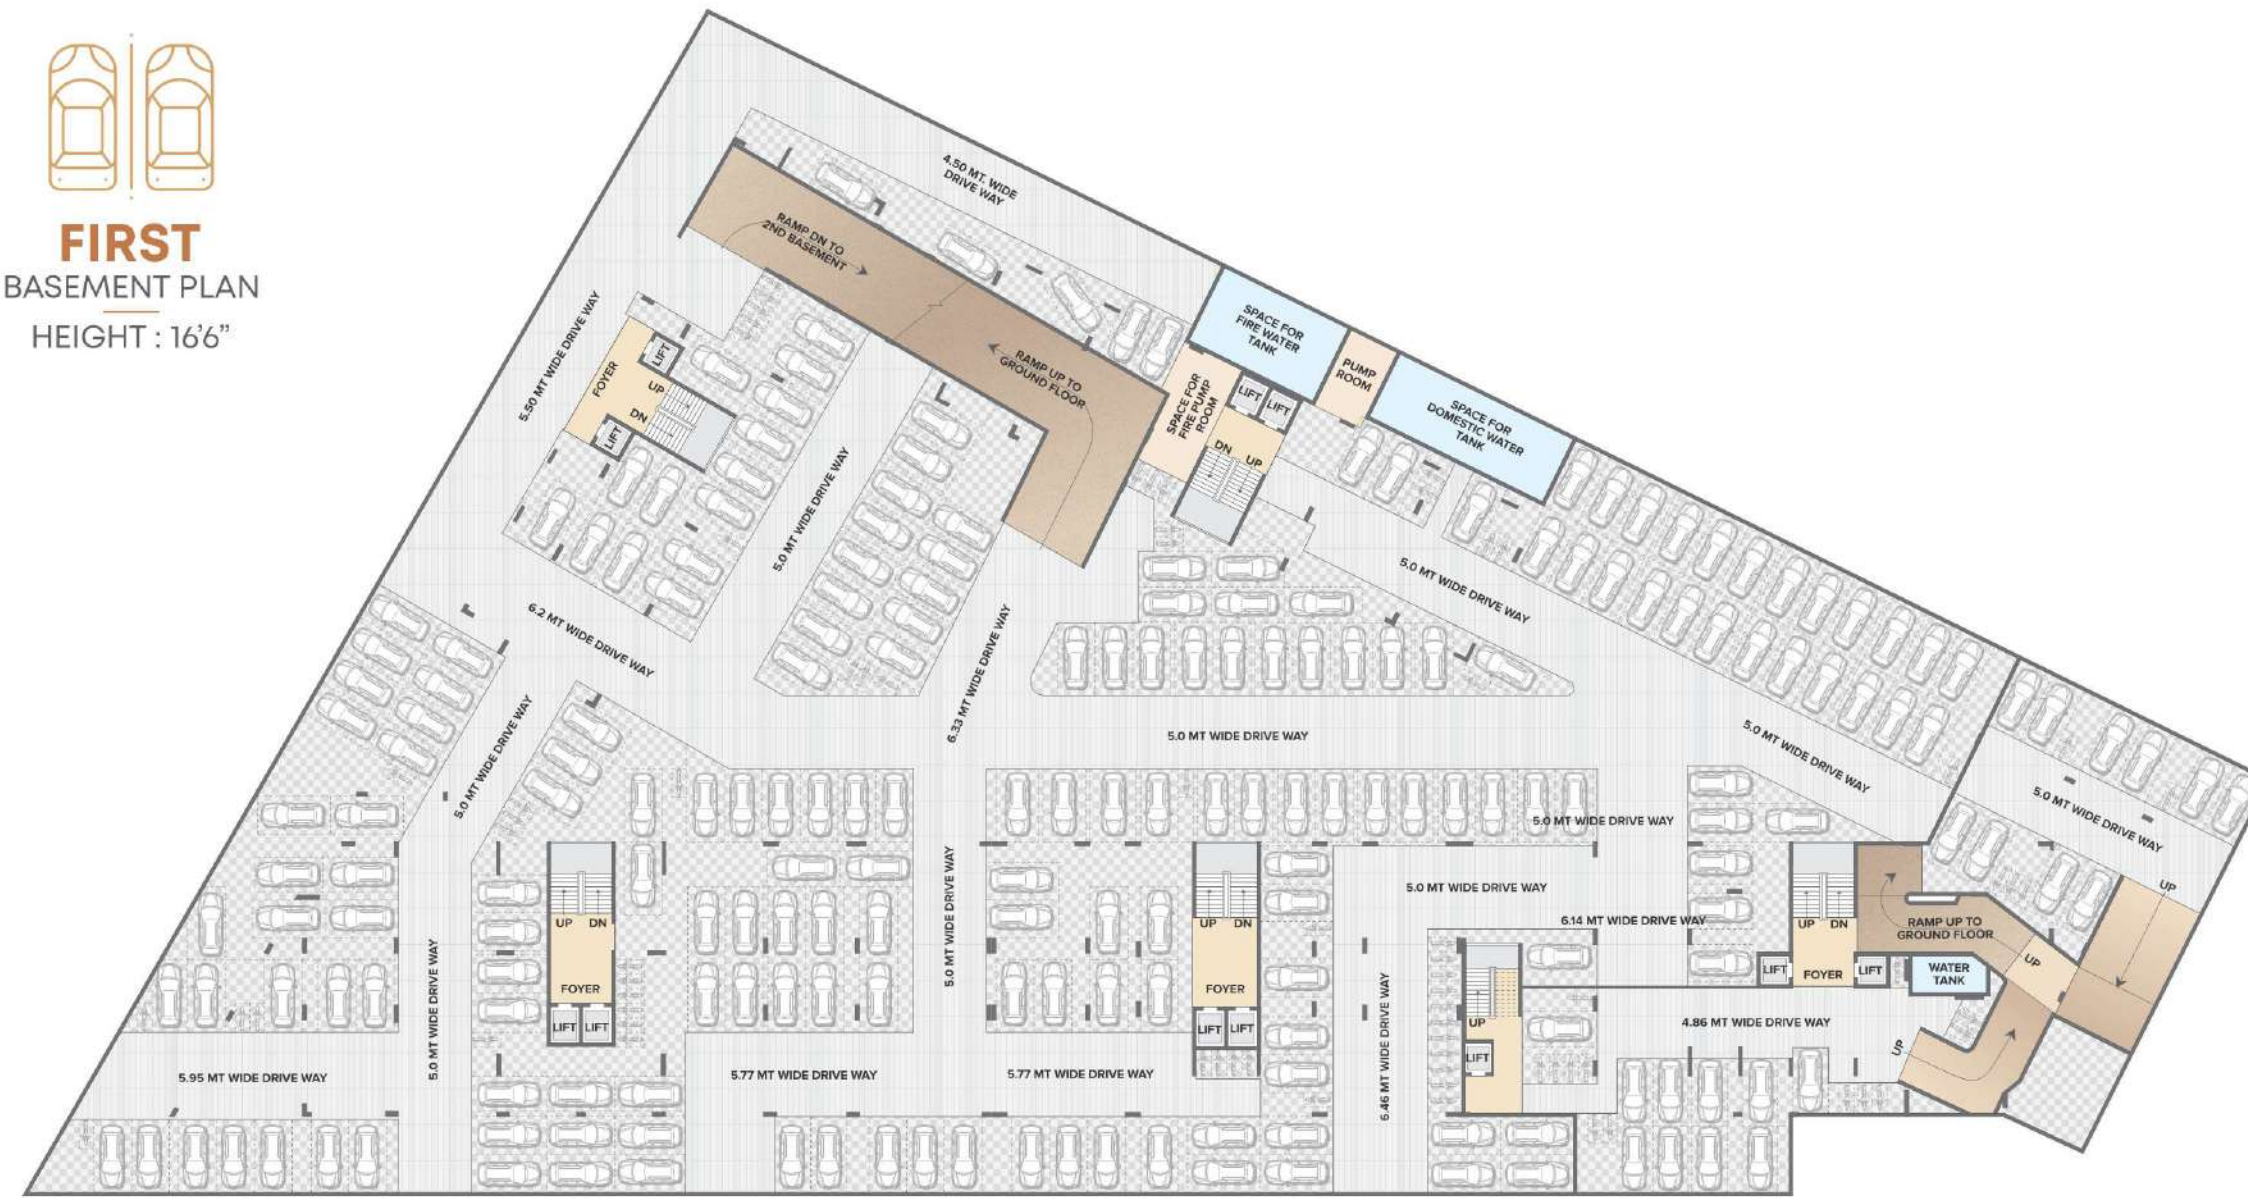 FIRST
BASEMENT PLAN
HEIGHT : 16'6"
4.50 MT. WIDE
DRIVE WAY
RAMP DN TO
2ND BASEMENT
5.50 MT WIDE DRIVE WAY
LIFT
FOYER
UP
DN
LIFT
RAMP UP TO
GROUND FLOOR
SPACE FOR
FIRE WATER
TANK
PUMP
ROOM
SPACE FOR
DOMESTIC WATER
TANK
SPACE FOR
FIRE PUMP
ROOM
LIFT
LIFT
DN
UP
5.0 MT WIDE DRIVE WAY
5.0 MT WIDE DRIVE WAY
6.2 MT WIDE DRIVE WAY
6.33 MT WIDE DRIVE WAY
5.0 MT WIDE DRIVE WAY
5.0 MT WIDE DRIVE WAY
5.0 MT WIDE DRIVE WAY
5.0 MT WIDE DRIVE WAY
5.0 MT WIDE DRIVE WAY
5.0 MT WIDE DRIVE WAY
5.0 MT WIDE DRIVE WAY
6.14 MT WIDE DRIVE WAY
UP
UP DN
FOYER
LIFT LIFT
5.0 MT WIDE DRIVE WAY
5.0 MT WIDE DRIVE WAY
UP DN
FOYER
LIFT LIFT
UP DN
LIFT
FOYER
LIFT
RAMP UP TO
GROUND FLOOR
UP
WATER
TANK
UP
LIFT
6.46 MT WIDE DRIVE WAY
4.86 MT WIDE DRIVE WAY
UP
5.95 MT WIDE DRIVE WAY
5.77 MT WIDE DRIVE WAY
5.77 MT WIDE DRIVE WAY